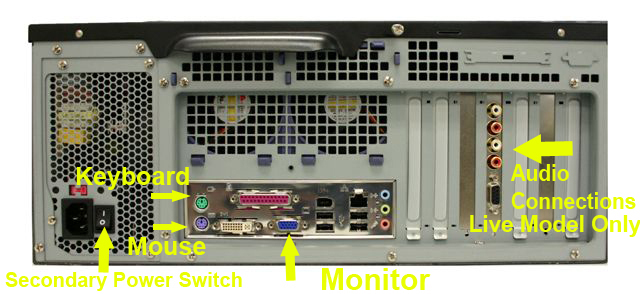 Keyboard
Audio
Connections
Live Model Only
Mouse
Secondary Power Switch
Monitor